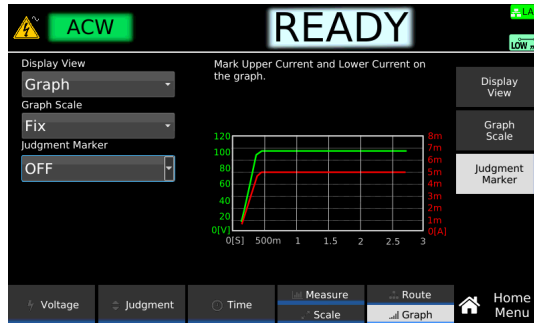 ACW
READY
LA
LOW
Display View
Graph
Graph Scale
Fix
Judgment Marker
OFF
Mark Upper Current and Lower Current on
the graph.
120
100
80
60
40
20
0[V]
8m
7m
6m
5m
4m
3m
2m
1m
0[A]
0[S] 500m 1 1.5 2 2.5 3
Display
View
Graph
Scale
Judgment
Marker
Voltage
Judgment
Time
Measure
Scale
Route
Graph
Home
Menu